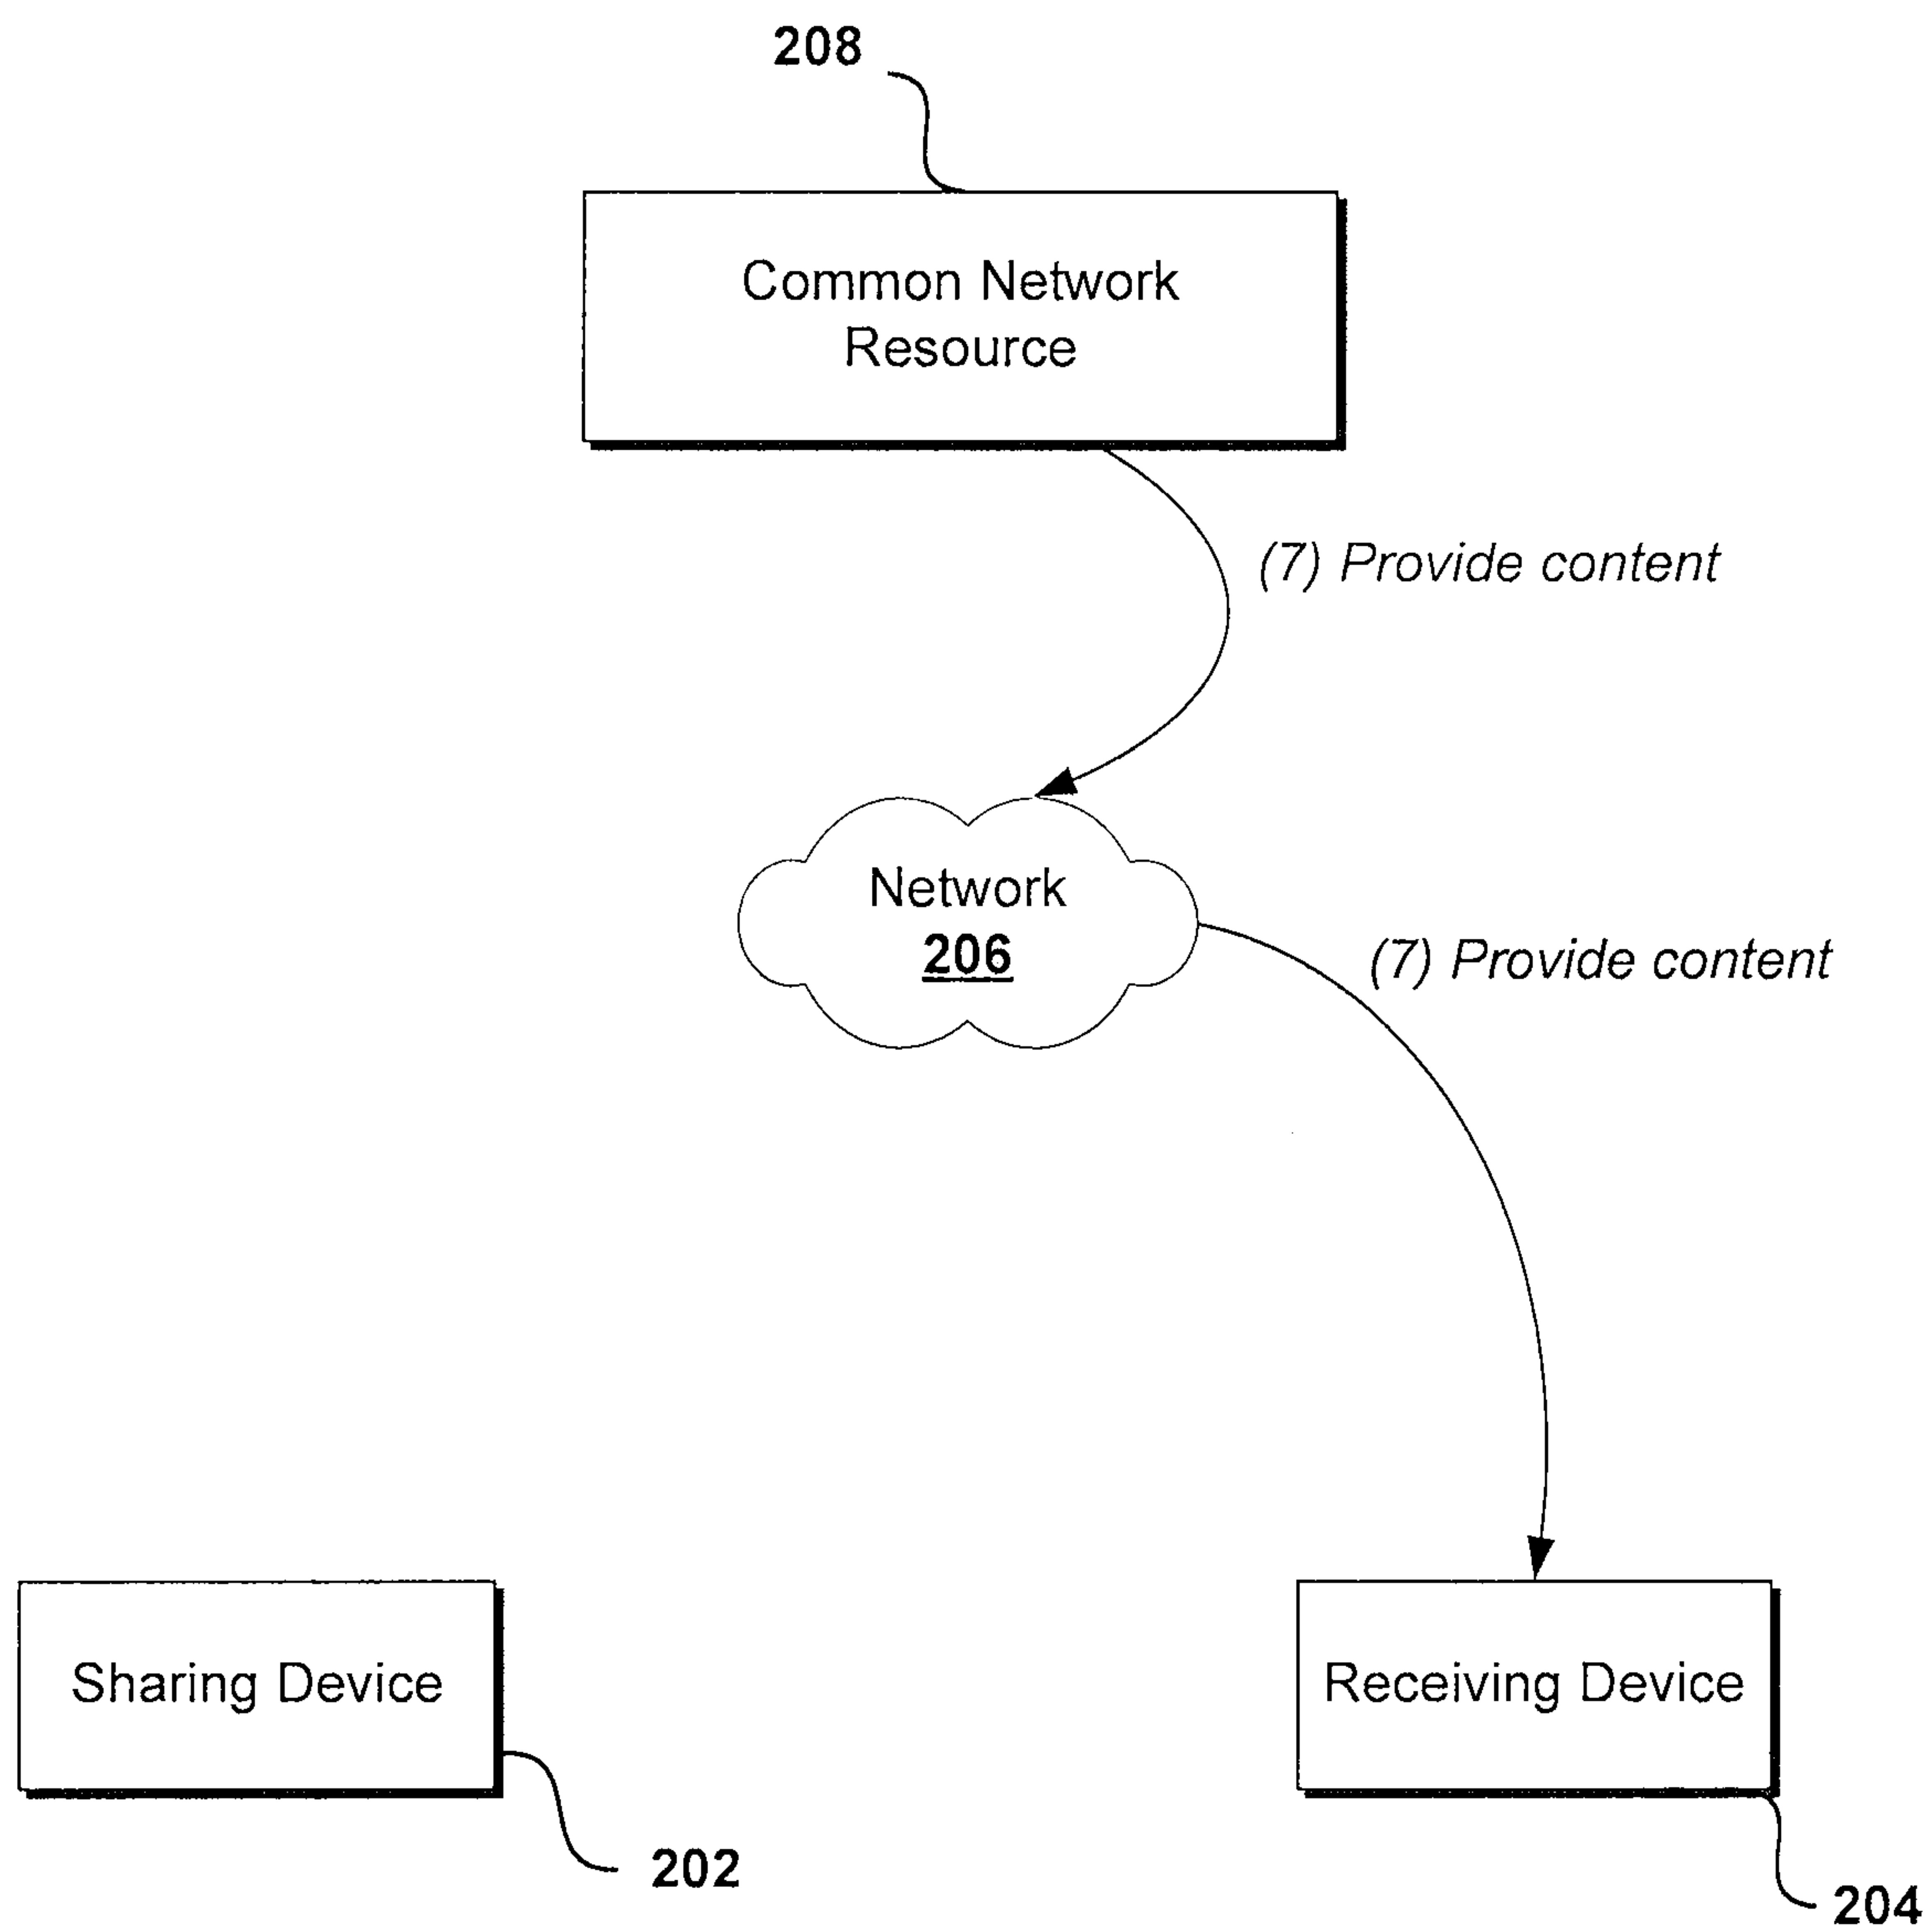 208
Common Network
Resource
(7) Provide content
Network
206
(7) Provide content
Sharing Device
Receiving Device
202
204